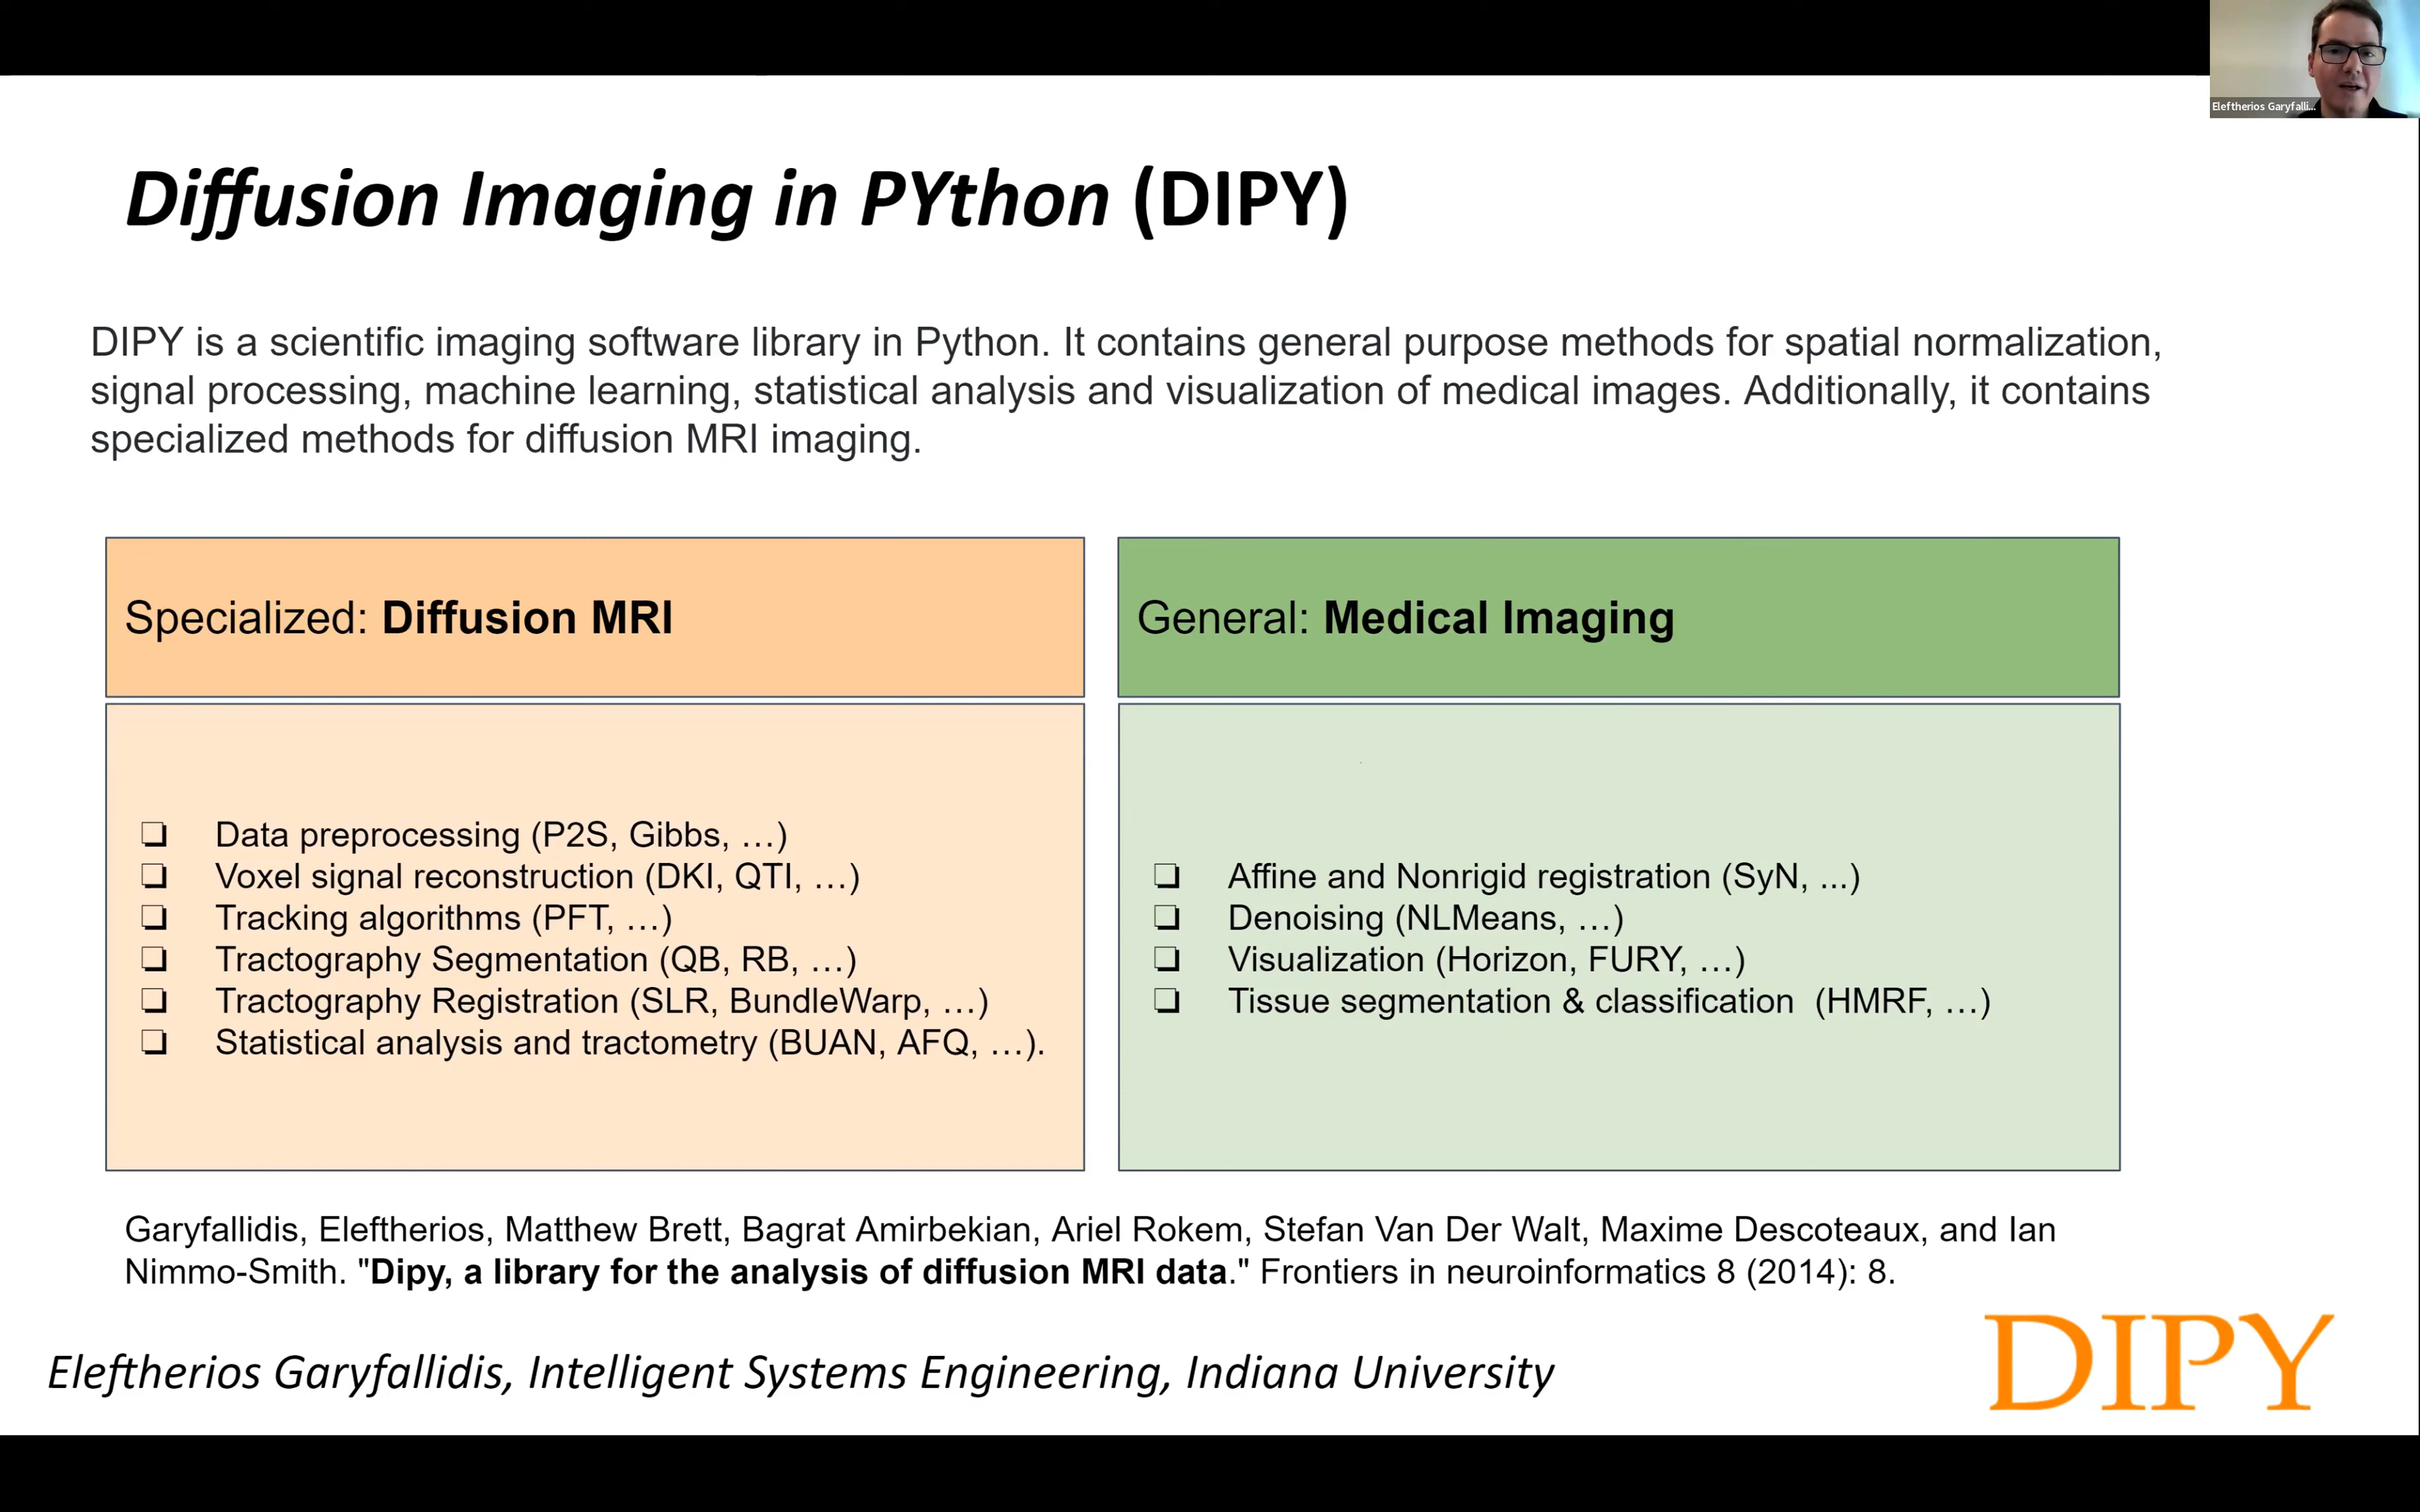 Eleftherios Garyfalli...
Diffusion Imaging in PYthon (DIPY)
DIPY is a scientific imaging software library in Python. It contains general purpose methods for spatial normalization,
signal processing, machine learning, statistical analysis and visualization of medical images. Additionally, it contains
specialized methods for diffusion MRI imaging.
Specialized: Diffusion MRI
❏ Data preprocessing (P2S, Gibbs, …)
❏ Voxel signal reconstruction (DKI, QTI, …)
❏ Tracking algorithms (PFT, …)
❏ Tractography Segmentation (QB, RB, …)
❏ Tractography Registration (SLR, BundleWarp, …)
❏ Statistical analysis and tractometry (BUAN, AFQ, …).
General: Medical Imaging
❏ Affine and Nonrigid registration (SyN, ...)
❏ Denoising (NLMeans, …)
❏ Visualization (Horizon, FURY, …)
❏ Tissue segmentation & classification (HMRF, …)
Garyfallidis, Eleftherios, Matthew Brett, Bagrat Amirbekian, Ariel Rokem, Stefan Van Der Walt, Maxime Descoteaux, and Ian
Nimmo-Smith. "Dipy, a library for the analysis of diffusion MRI data." Frontiers in neuroinformatics 8 (2014): 8.
Eleftherios Garyfallidis, Intelligent Systems Engineering, Indiana University
DIPY